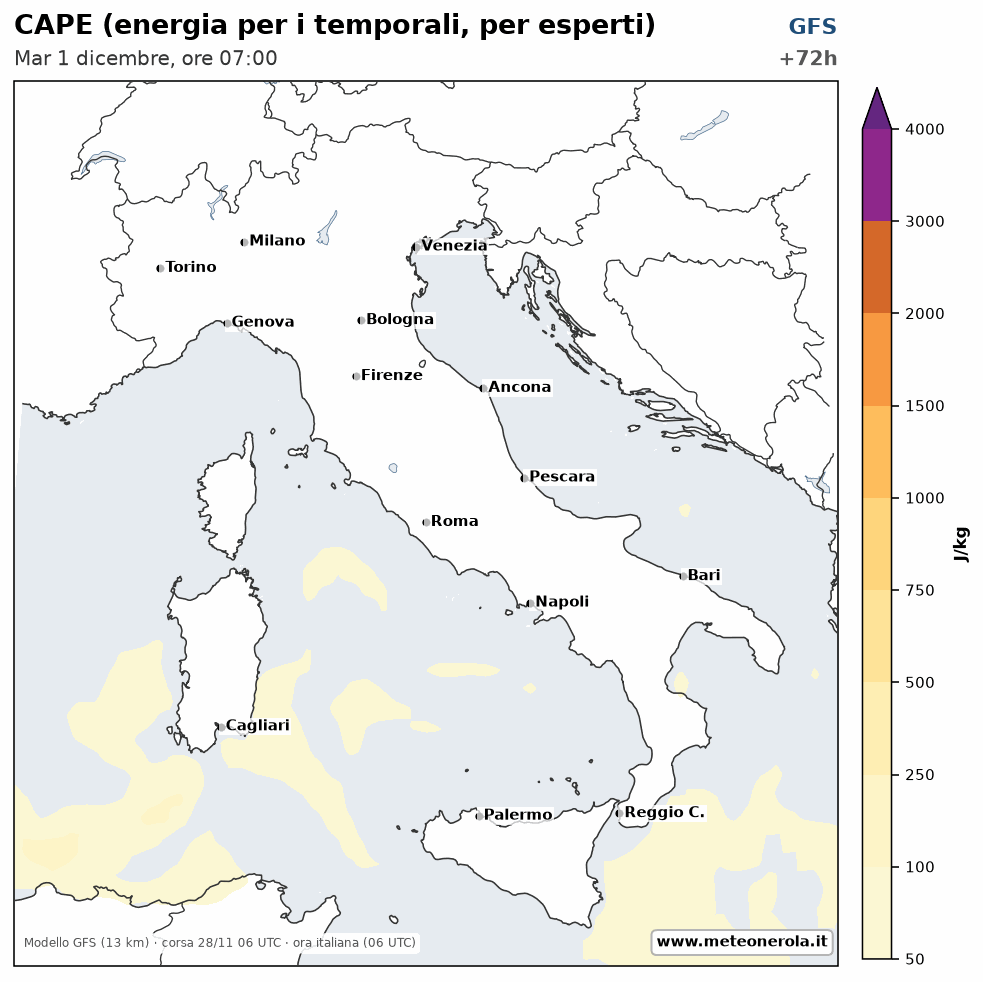 CAPE (energia per i temporali, per esperti)
GFS
Mar 1 dicembre, ore 07:00
+72h
4000
3000
2000
1500
1000
750
500
250
100
50
J/kg
Milano
Venezia
Torino
Genova
Bologna
Firenze
Ancona
Pescara
Roma
Bari
Napoli
Cagliari
Palermo
Reggio C.
Modello GFS (13 km) · corsa 28/11 06 UTC · ora italiana (06 UTC)
www.meteonerola.it